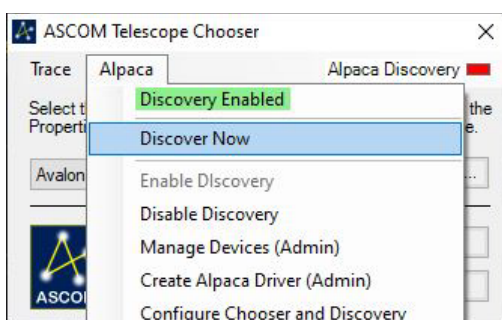 ASCOM Telescope Chooser
Trace Alpaca Alpaca Discovery
Discovery Enabled
Select t the
Properti e.
Discover Now
Avalon ...
Enable DIscovery
Disable Discovery
Manage Devices (Admin)
Create Alpaca Driver (Admin)
ASCO
Configure Chooser and Discovery